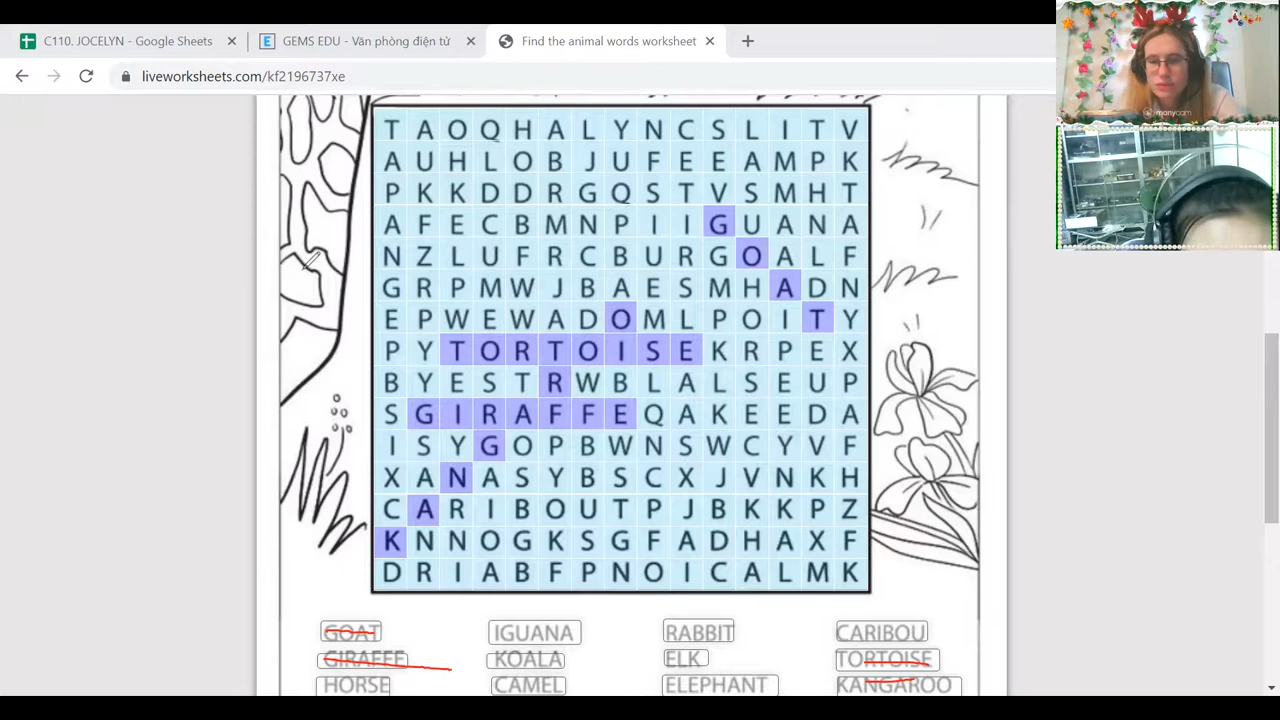 C110. JOCELYN - Google Sheets
GEMS EDU - Văn phòng điện tử
Find the animal words worksheet
liveworksheets.com/kf2196737xe
manycam
T A O Q H A L Y N C S L I T V
A U H L O B J U F E E A M P K
P K K D D R G Q S T V S M H T
A F E C B M N P I I G U A N A
N Z L U F R C B U R G O A L F
G R P M W J B A E S M H A D N
E P W E W A D O M L P O I T Y
P Y T O R T O I S E K R P E X
B Y E S T R W B L A L S E U P
S G I R A F F E Q A K E E D A
I S Y G O P B W N S W C Y V F
X A N A S Y B S C X J V N K H
C A R I B O U T P J B K K P Z
K N N O G K S G F A D H A X F
D R I A B F P N O I C A L M K
GOAT IGUANA RABBIT CARIBOU
GIRAFFE KOALA ELK TORTOISE
HORSE CAMEL ELEPHANT KANGAROO